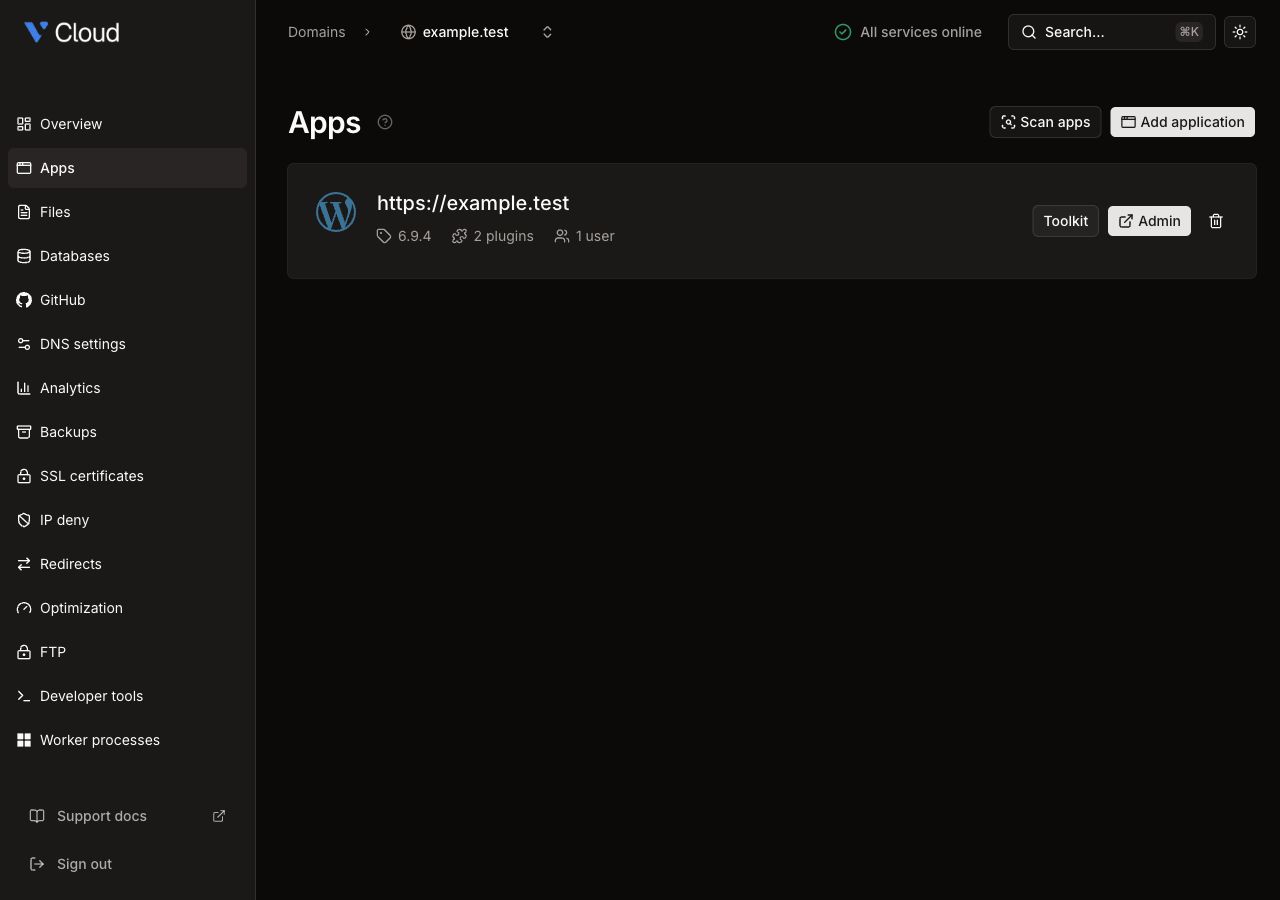 Cloud
Domains
example.test
All services online
Search...
⌘K
Overview
Apps
Files
Databases
GitHub
DNS settings
Analytics
Backups
SSL certificates
IP deny
Redirects
Optimization
FTP
Developer tools
Worker processes
Support docs
Sign out
Apps
Scan apps
Add application
https://example.test
6.9.4
2 plugins
1 user
Toolkit
Admin